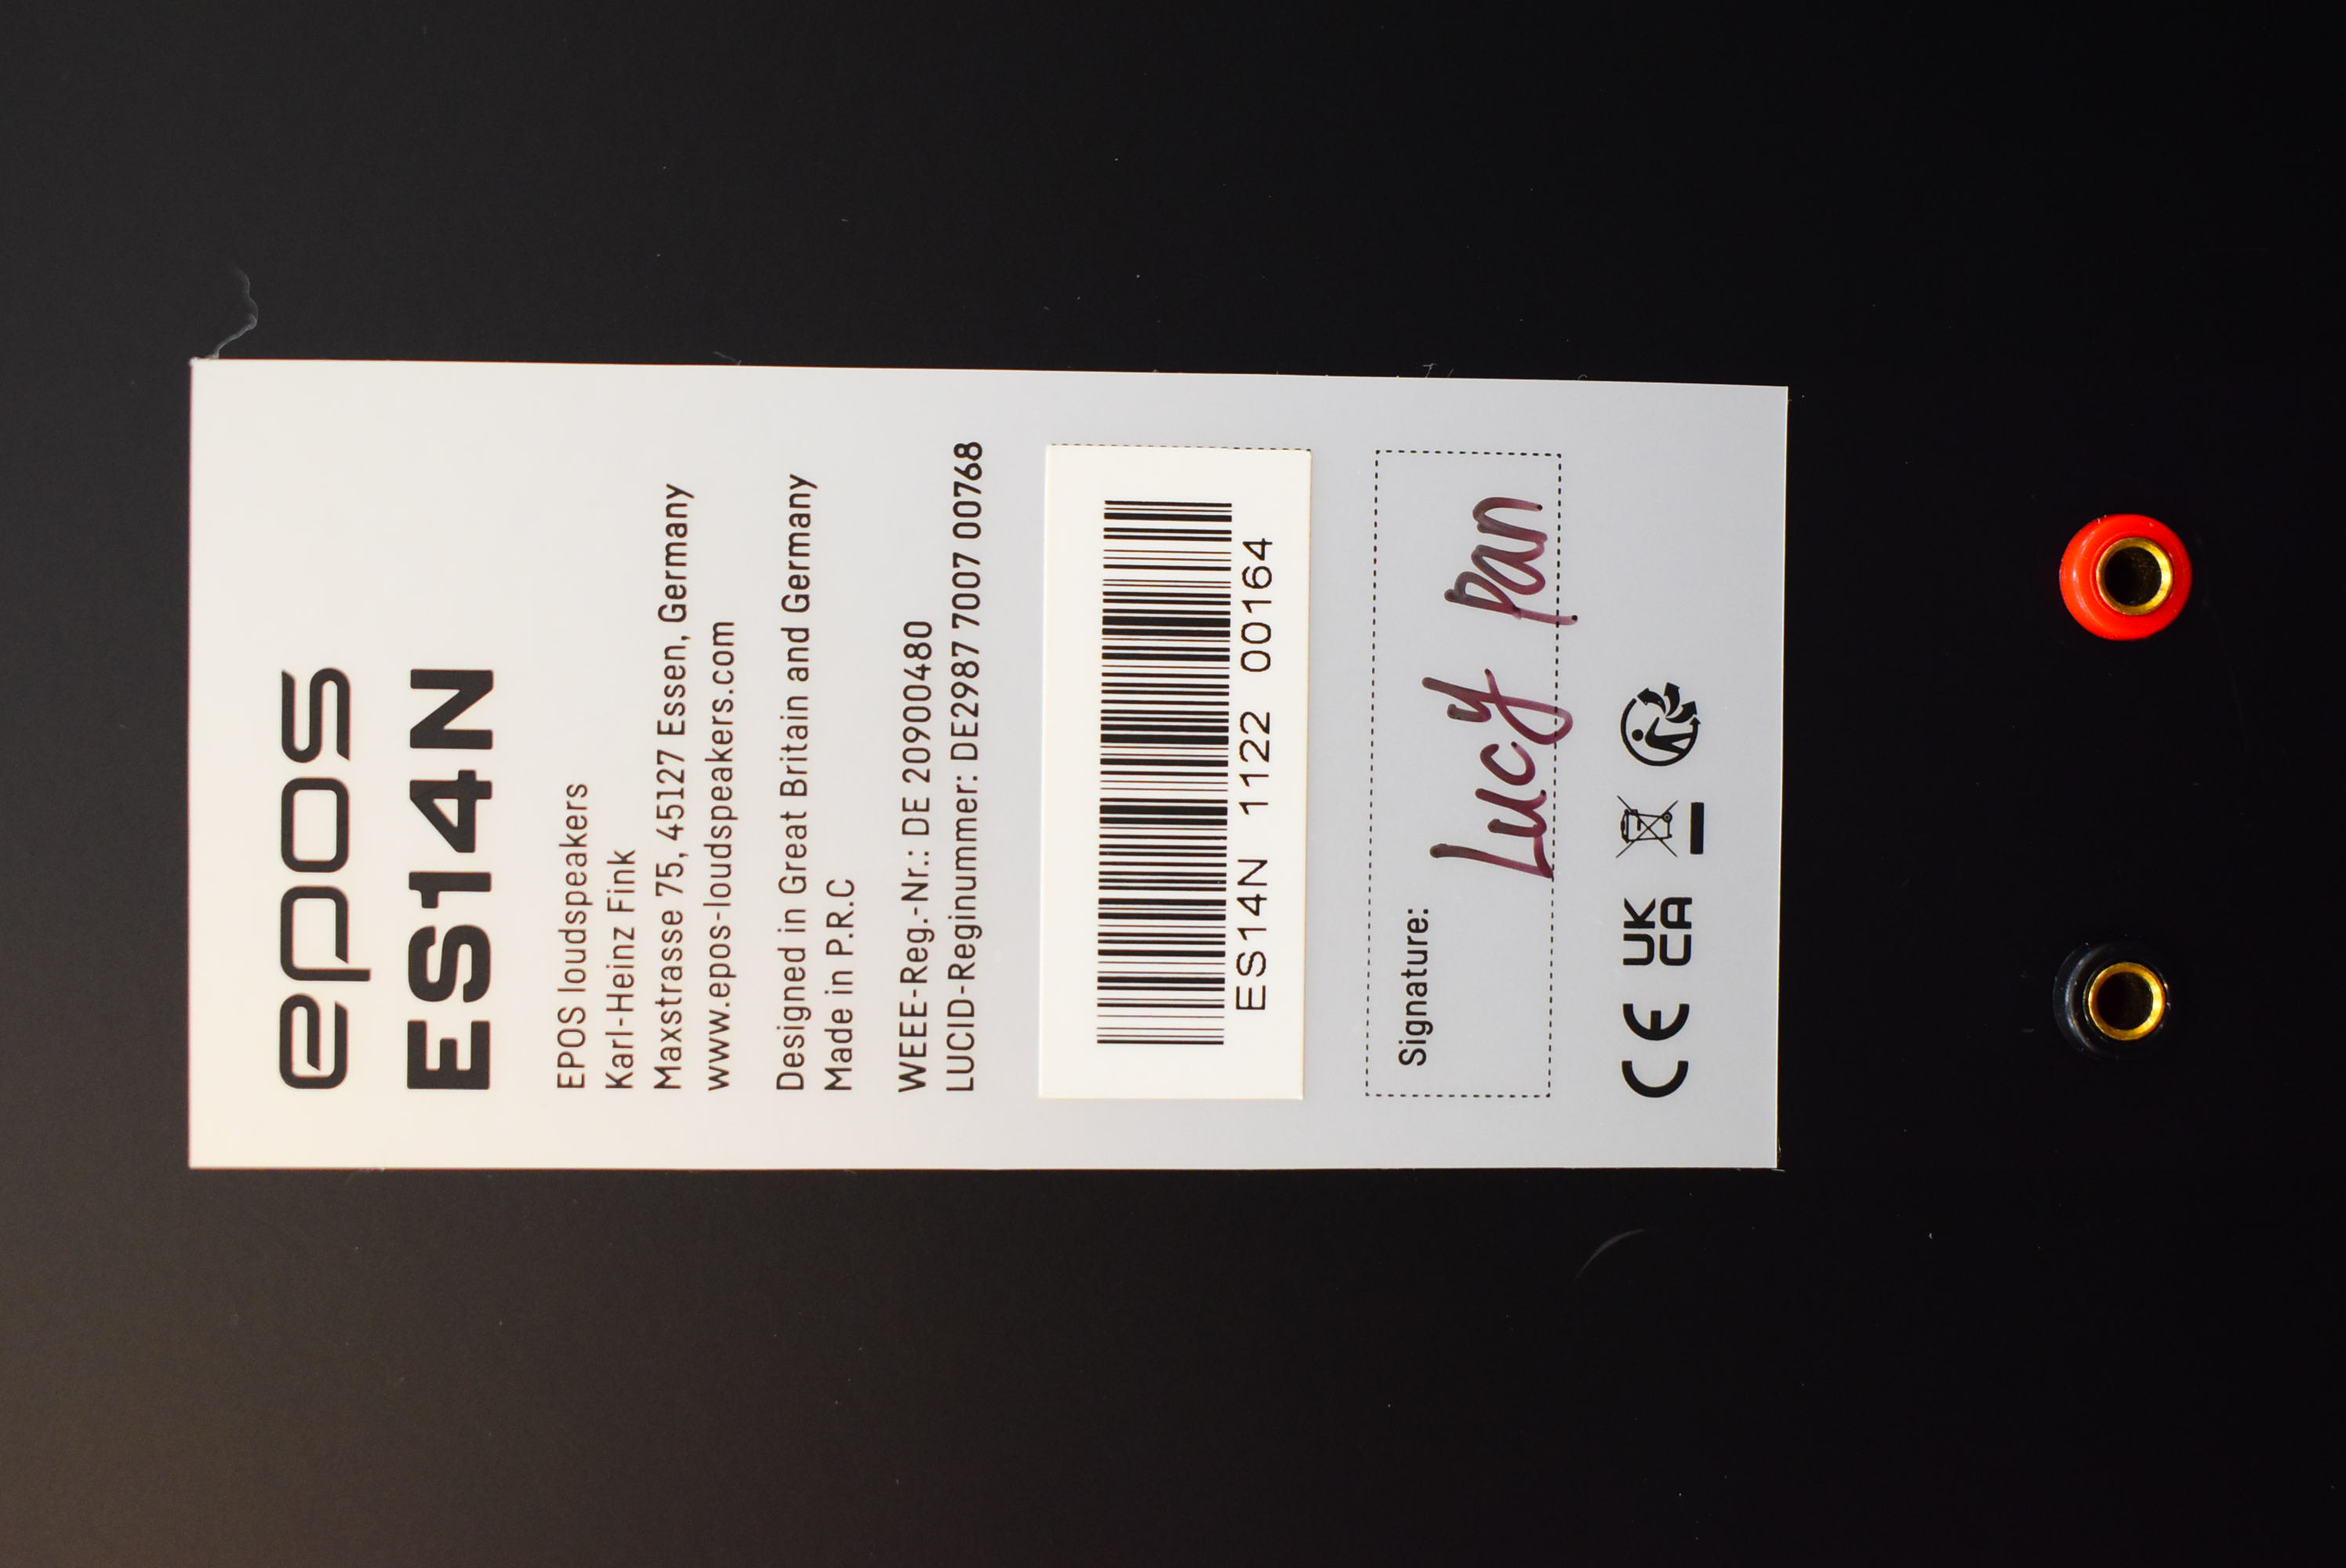 epos
ES14N
EPOS loudspeakers
Karl-Heinz Fink
Maxstrasse 75, 45127 Essen, Germany
www.epos-loudspeakers.com
Designed in Great Britain and Germany
Made in P.R.C
WEEE-Reg.-Nr.: DE 20900480
LUCID-Reginummer: DE2987 7007 00768
ES14N 1122 00164
Signature: Lucy Pan
CE UK CA